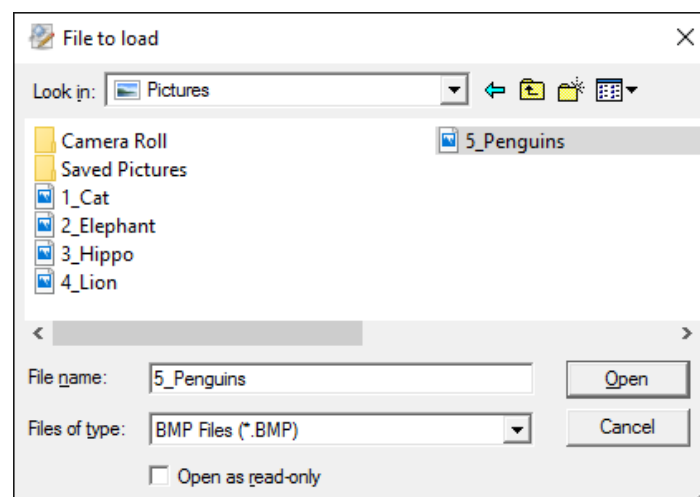 File to load
Look in: Pictures
Camera Roll
Saved Pictures
1_Cat
2_Elephant
3_Hippo
4_Lion
5_Penguins
File name: 5_Penguins Open
Files of type: BMP Files (*.BMP) Cancel
Open as read-only